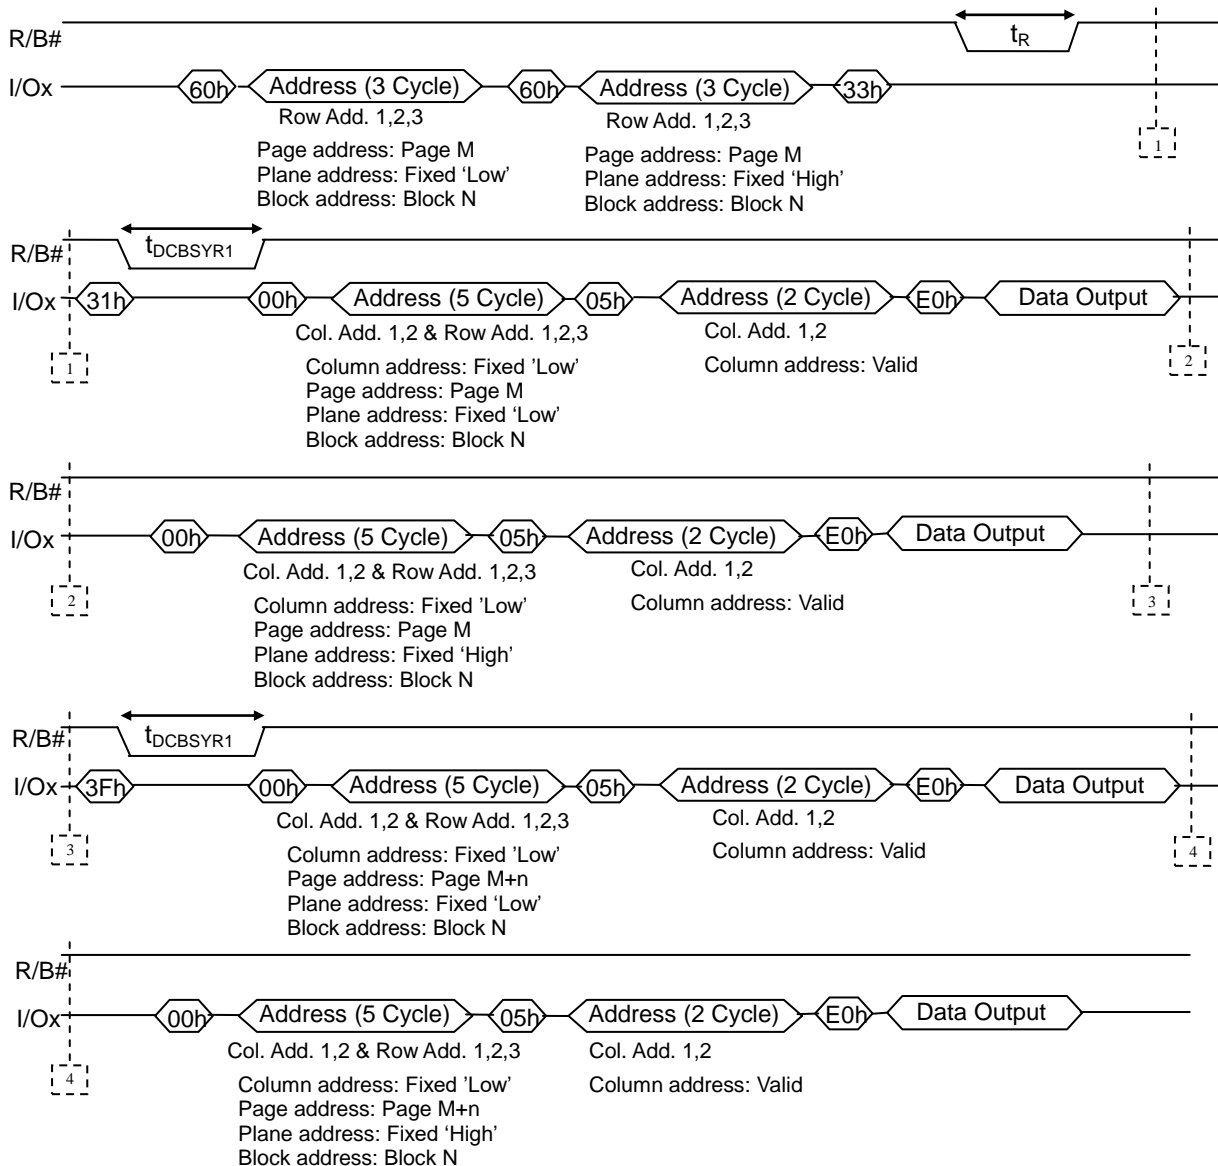 R/B# tR
I/Ox 60h Address (3 Cycle) 60h Address (3 Cycle) 33h
Row Add. 1,2,3 Row Add. 1,2,3
Page address: Page M Page address: Page M
Plane address: Fixed ‘Low’ Plane address: Fixed ‘High’
Block address: Block N Block address: Block N
1
R/B# tDCBSYR1
I/Ox 31h 00h Address (5 Cycle) 05h Address (2 Cycle) E0h Data Output
Col. Add. 1,2 & Row Add. 1,2,3 Col. Add. 1,2
Column address: Fixed ’Low’ Column address: Valid
Page address: Page M
Plane address: Fixed ‘Low’
Block address: Block N
1 2
R/B#
I/Ox 00h Address (5 Cycle) 05h Address (2 Cycle) E0h Data Output
Col. Add. 1,2 & Row Add. 1,2,3 Col. Add. 1,2
Column address: Fixed ’Low’ Column address: Valid
Page address: Page M
Plane address: Fixed ‘High’
Block address: Block N
2 3
R/B# tDCBSYR1
I/Ox 3Fh 00h Address (5 Cycle) 05h Address (2 Cycle) E0h Data Output
Col. Add. 1,2 & Row Add. 1,2,3 Col. Add. 1,2
Column address: Fixed ’Low’ Column address: Valid
Page address: Page M+n
Plane address: Fixed ‘Low’
Block address: Block N
3 4
R/B#
I/Ox 00h Address (5 Cycle) 05h Address (2 Cycle) E0h Data Output
Col. Add. 1,2 & Row Add. 1,2,3 Col. Add. 1,2
Column address: Fixed ’Low’ Column address: Valid
Page address: Page M+n
Plane address: Fixed ‘High’
Block address: Block N
4